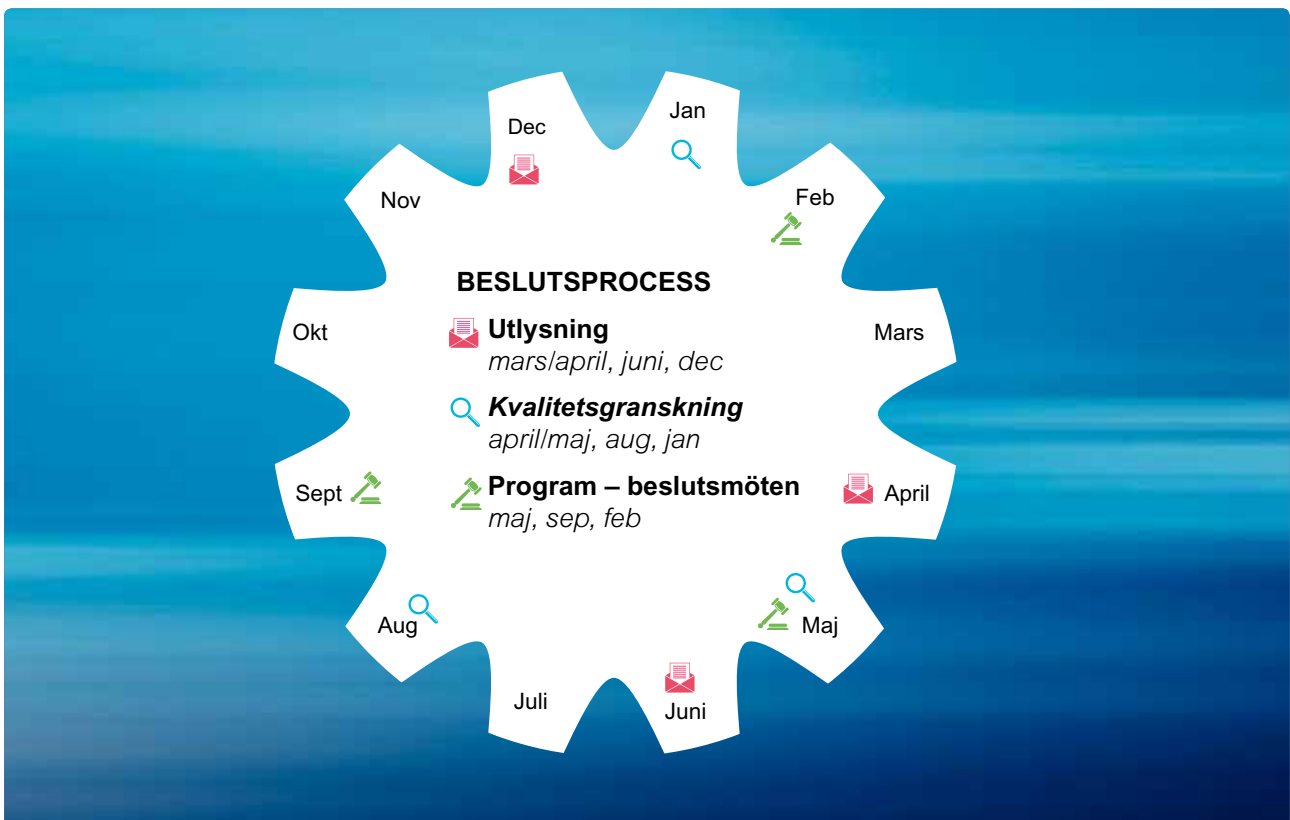 Jan
Feb
Mars
April
Maj
Juni
Juli
Aug
Sept
Okt
Nov
Dec
BESLUTSPROCESS
Utlysning
mars/april, juni, dec
Kvalitetsgranskning
april/maj, aug, jan
Program – beslutsmöten
maj, sep, feb